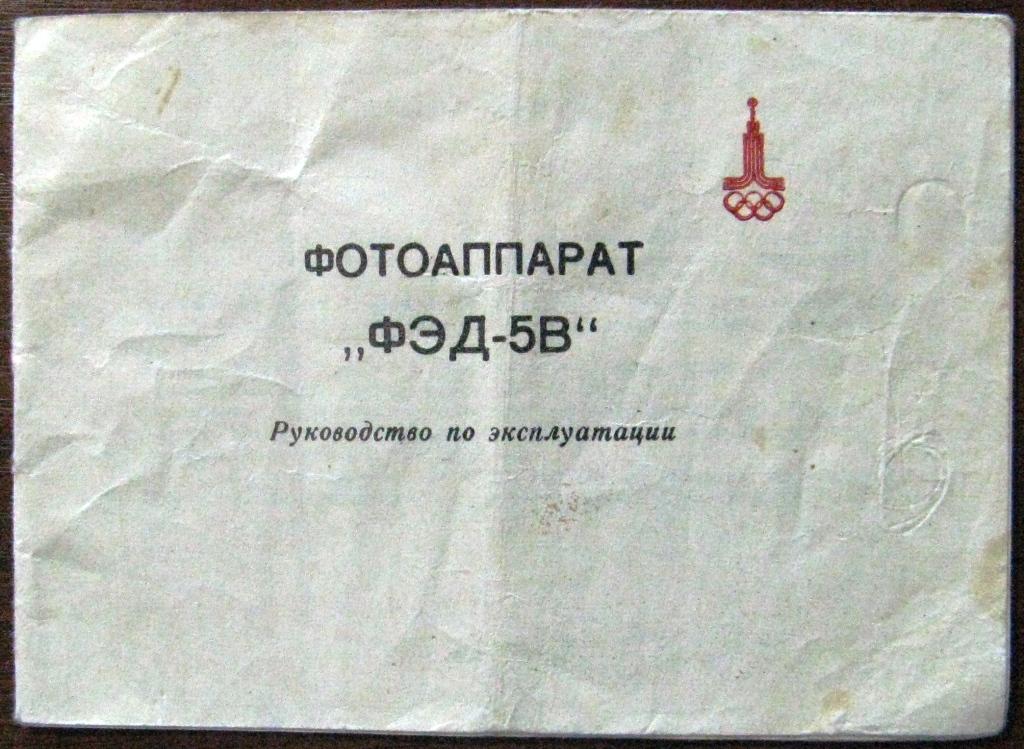 ФОТОАППАРАТ
„ФЭД-5В“
Руководство по эксплуатации